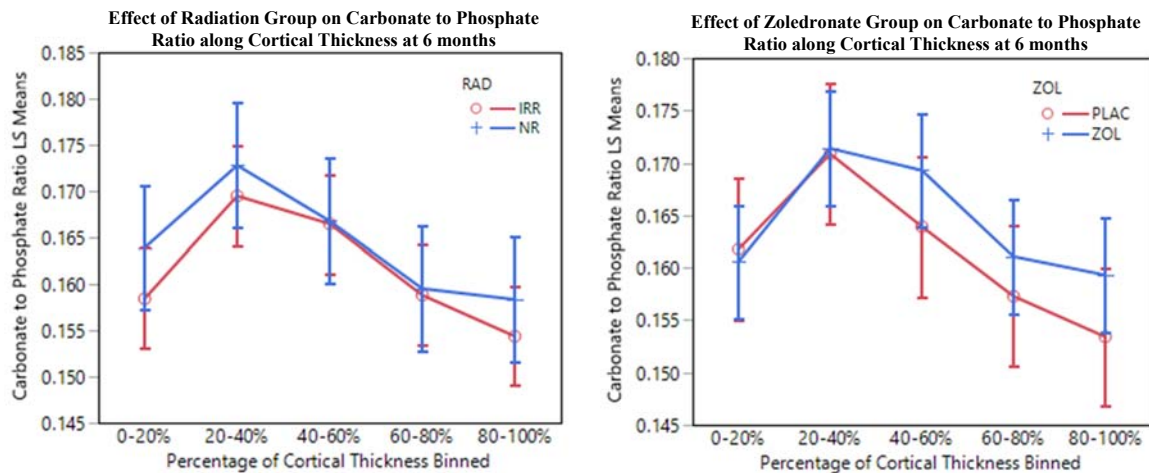 Effect of Radiation Group on Carbonate to Phosphate
Ratio along Cortical Thickness at 6 months
Carbonate to Phosphate Ratio LS Means
0.185
0.180
0.175
0.170
0.165
0.160
0.155
0.150
0.145
RAD
IRR
NR
0-20%
20-40%
40-60%
60-80%
80-100%
Percentage of Cortical Thickness Binned
Effect of Zoledronate Group on Carbonate to Phosphate
Ratio along Cortical Thickness at 6 months
Carbonate to Phosphate Ratio LS Means
0.180
0.175
0.170
0.165
0.160
0.155
0.150
0.145
ZOL
PLAC
ZOL
0-20%
20-40%
40-60%
60-80%
80-100%
Percentage of Cortical Thickness Binned